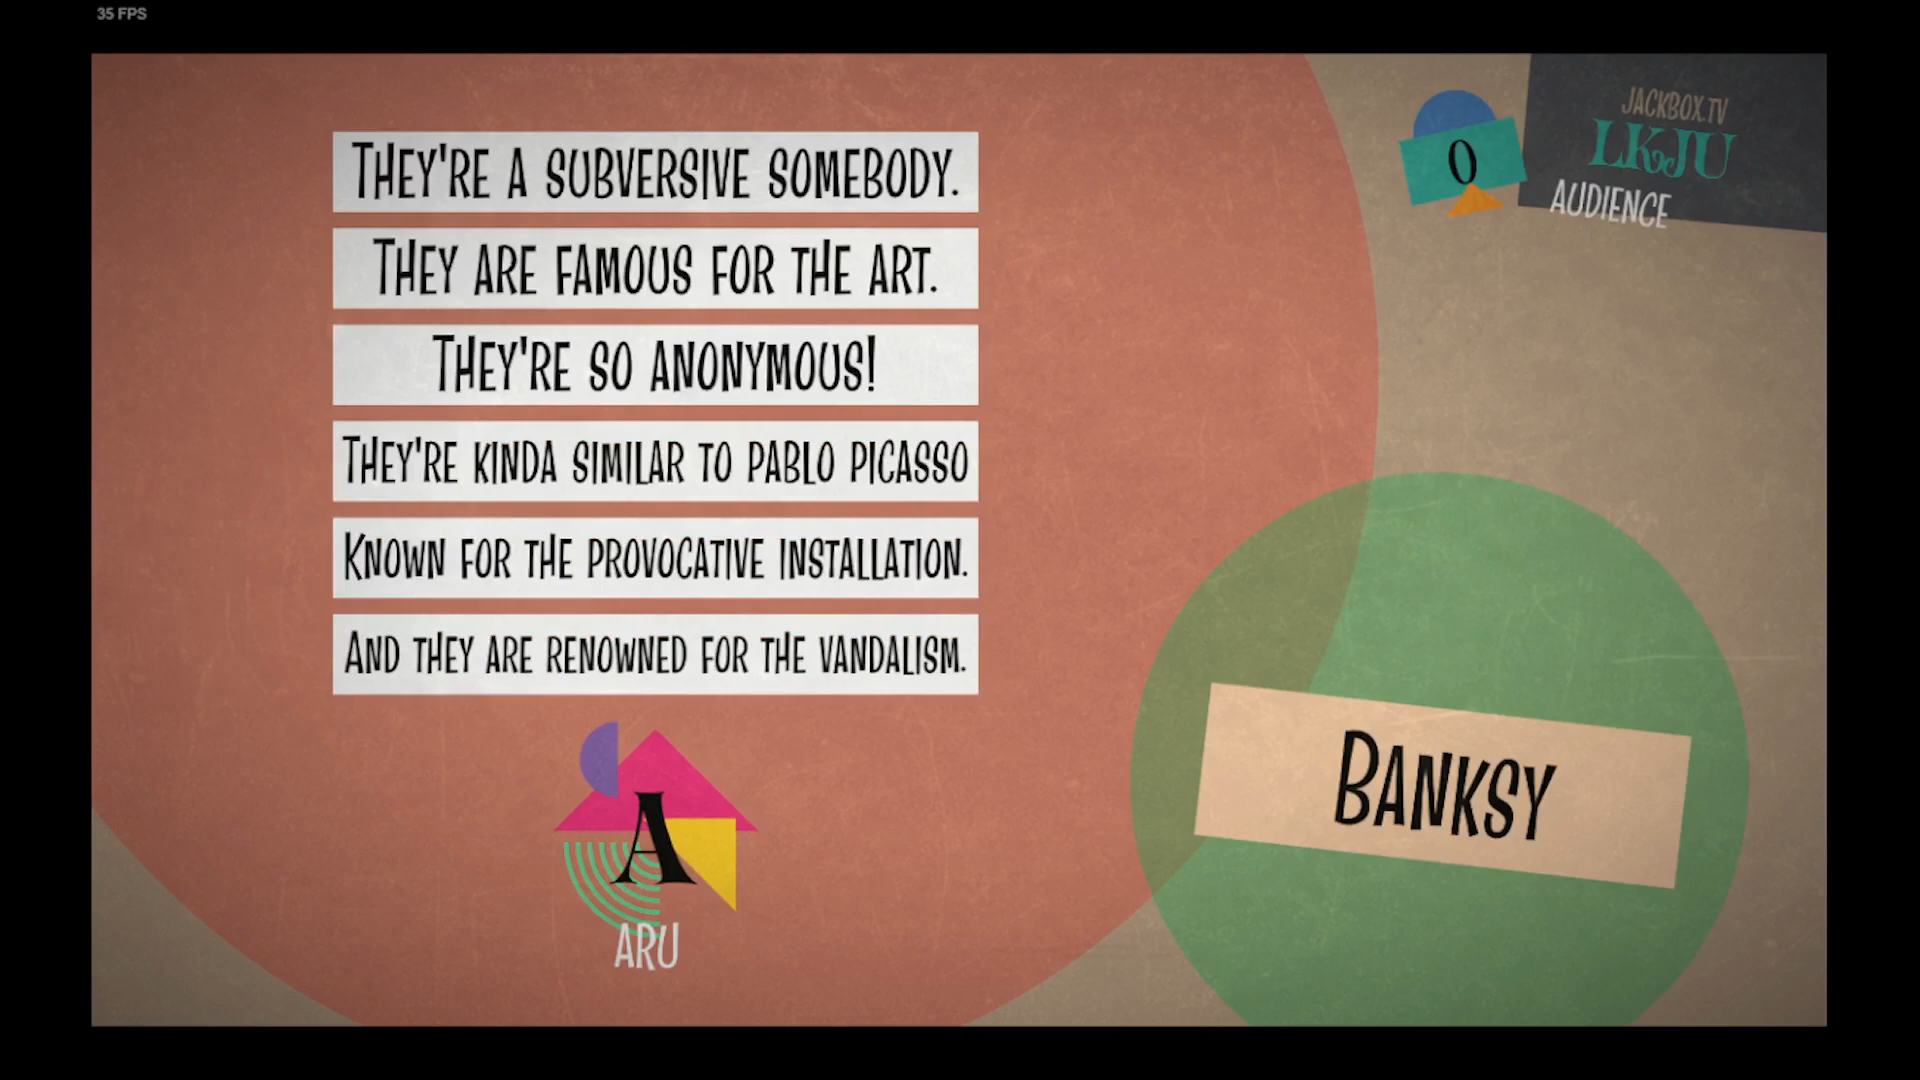 35 FPS
JACKBOX.TV
LKJU
0
AUDIENCE
THEY'RE A SUBVERSIVE SOMEBODY.
THEY ARE FAMOUS FOR THE ART.
THEY'RE SO ANONYMOUS!
THEY'RE KINDA SIMILAR TO PABLO PICASSO
KNOWN FOR THE PROVOCATIVE INSTALLATION.
AND THEY ARE RENOWNED FOR THE VANDALISM.
BANKSY
A
ARU